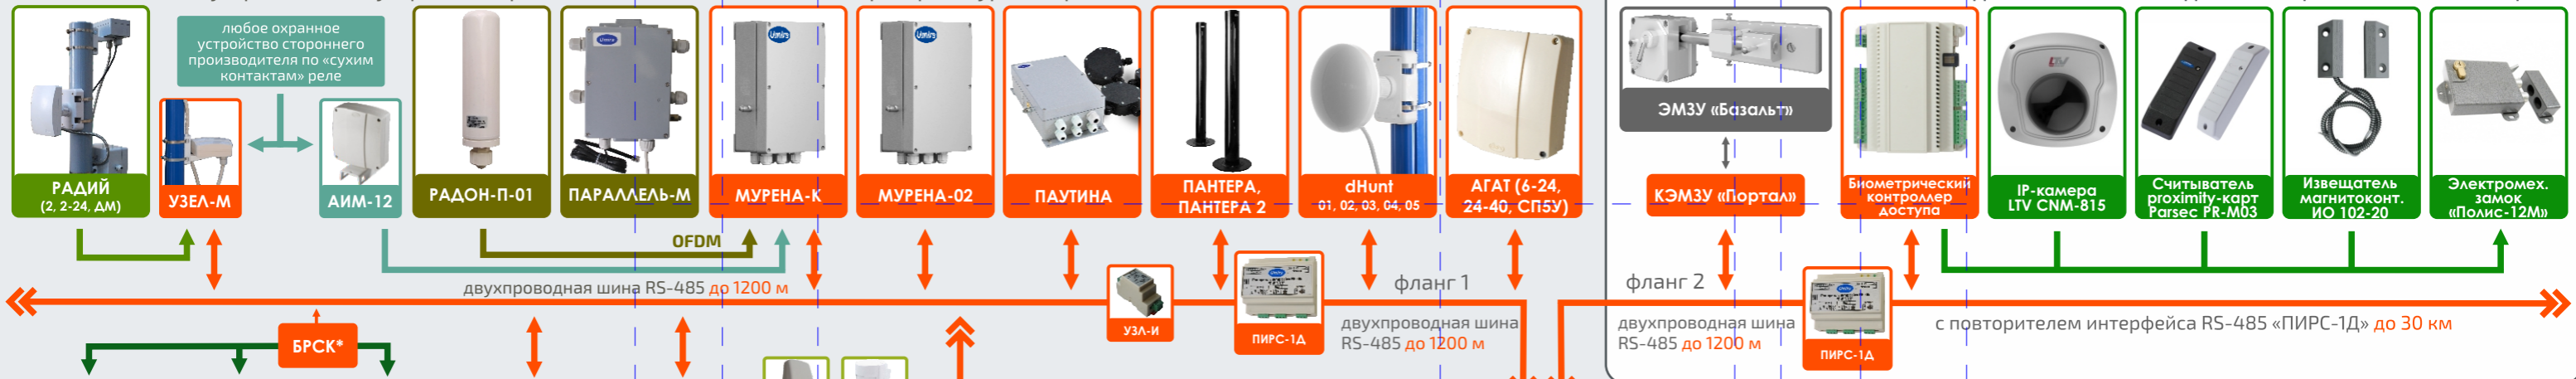 любое охранное
устройство стороннего
производителя по «сухим
контактам» реле
РАДИЙ
(2, 2-24, ДМ)
УЗЕЛ-М
АИМ-12
РАДОН-П-01
ПАРАЛЛЕЛЬ-М
МУРЕНА-К
МУРЕНА-02
ПАУТИНА
ПАНТЕРА,
ПАНТЕРА 2
dHunt
01, 02, 03, 04, 05
АГАТ (6-24,
24-40, СП5У)
ЭМЗУ «Базальт»
КЭМЗУ «Портал»
Биометрический
контроллер
доступа
LTV
IP-камера
LTV CNM-815
Считыватель
proximity-карт
Parsec PR-M03
Извещатель
магнитоконт.
ИО 102-20
Электромех.
замок
«Полис-12М»
OFDM
двухпроводная шина RS-485 до 1200 м
УЗЛ-И
ПИРС-1Д
фланг 1
двухпроводная шина
RS-485 до 1200 м
фланг 2
двухпроводная шина
RS-485 до 1200 м
ПИРС-1Д
с повторителем интерфейса RS-485 «ПИРС-1Д» до 30 км
БРСК*